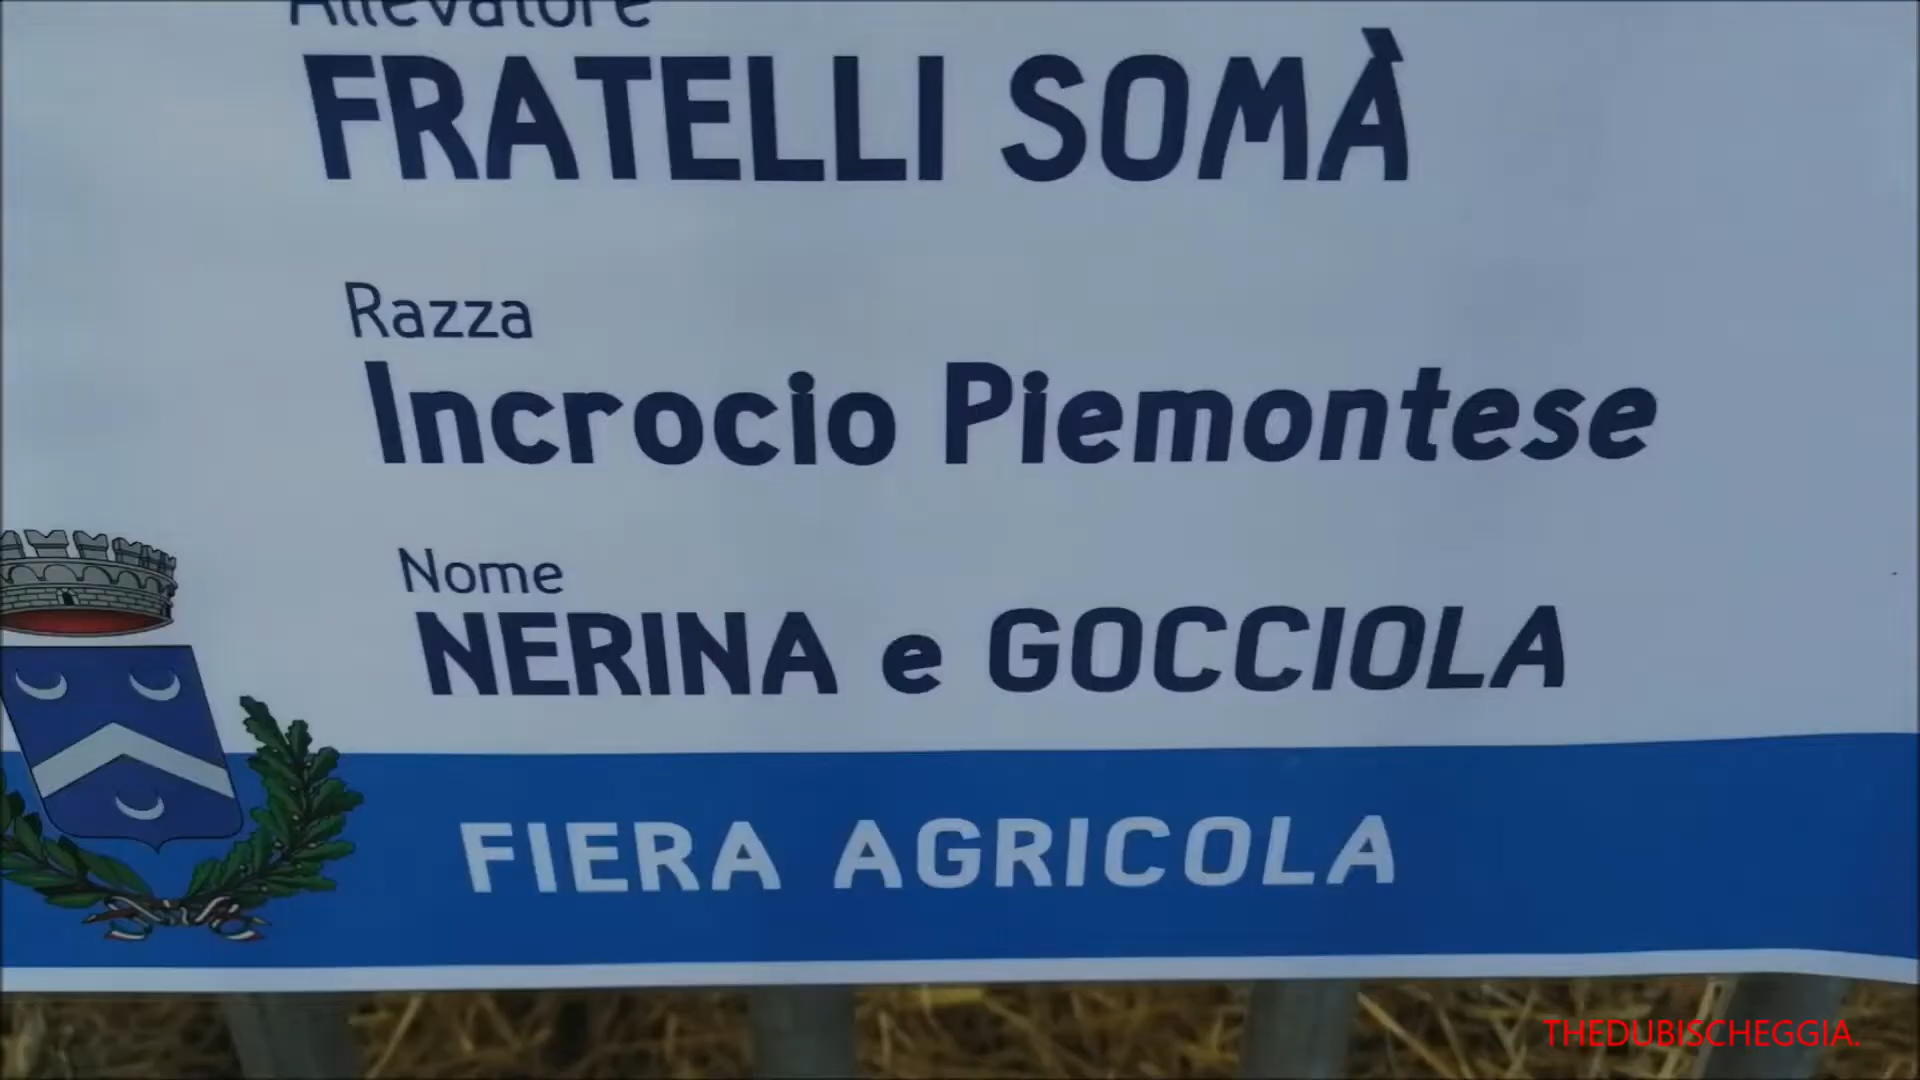 Allevatore
FRATELLI SOMÀ
Razza
Incrocio Piemontese
Nome
NERINA e GOCCIOLA
FIERA AGRICOLA
THEDUBISCHEGGIA.